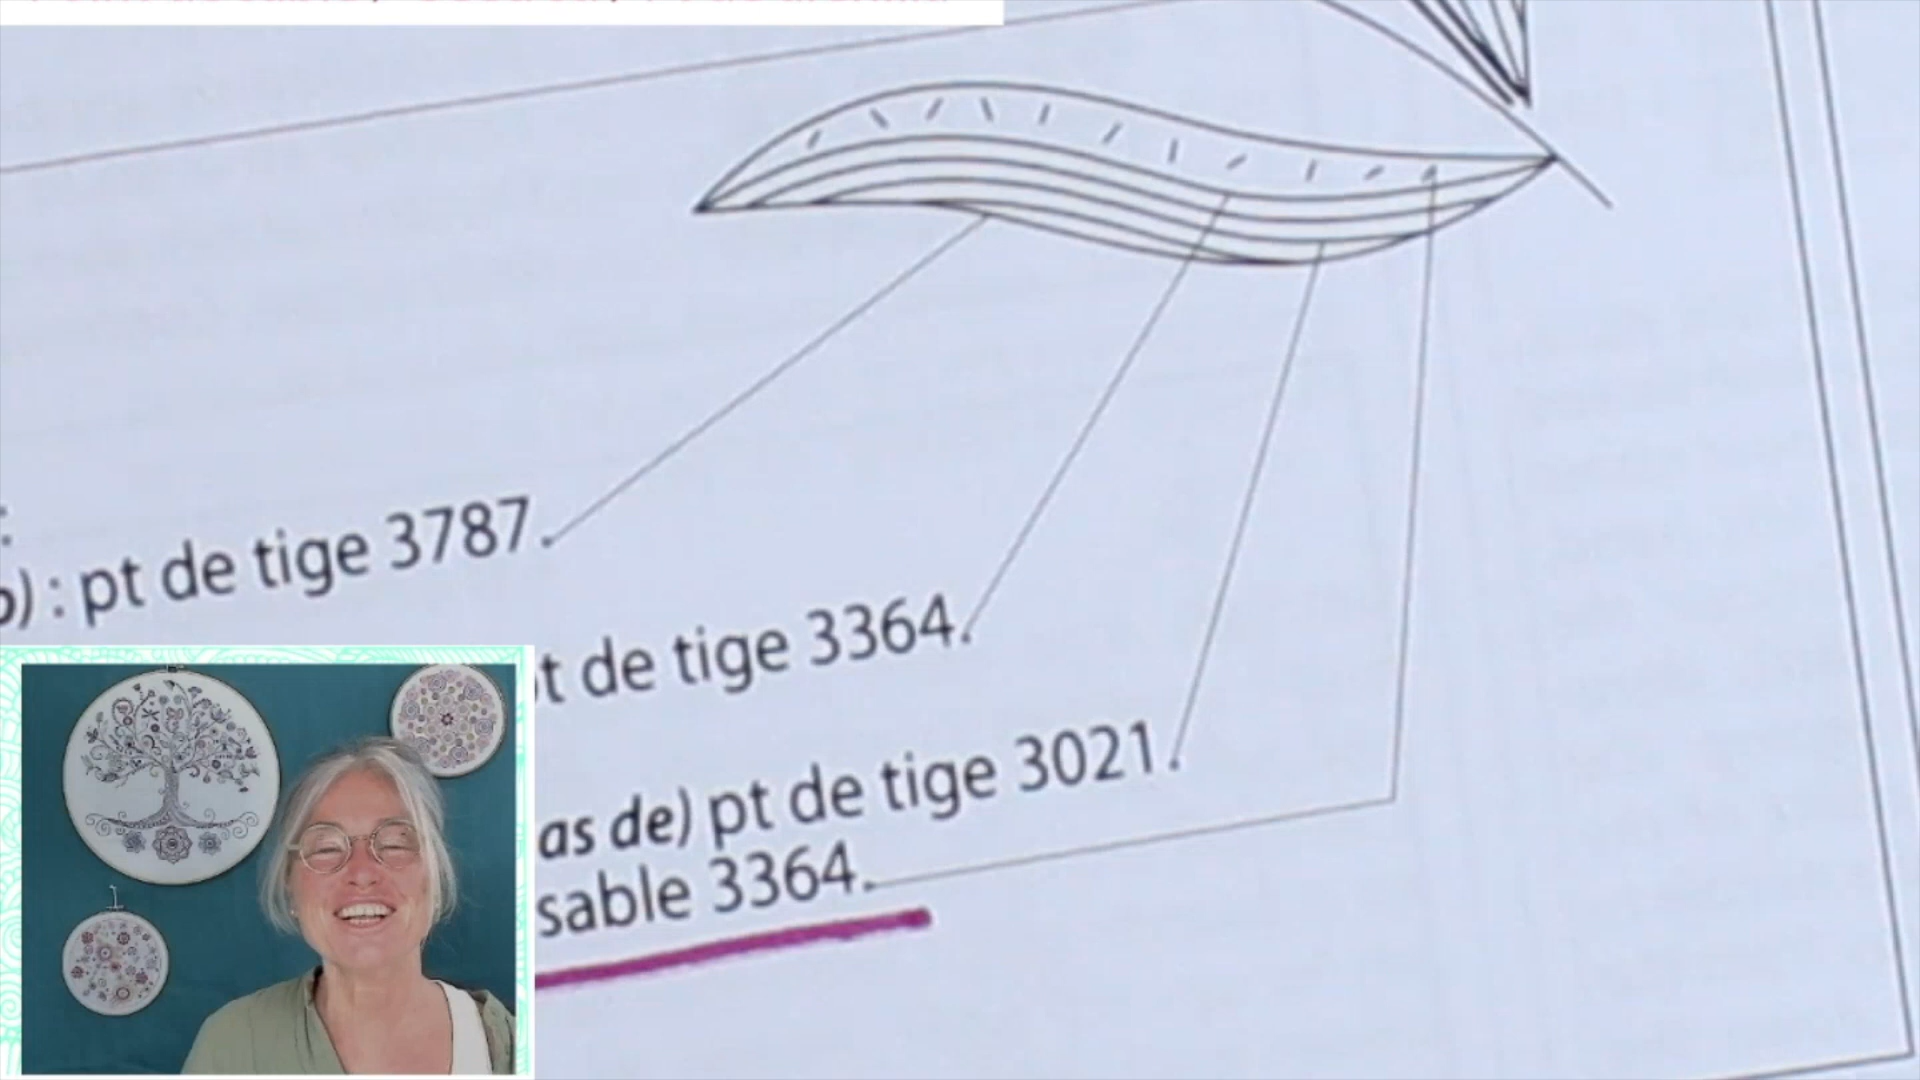 : pt de tige 3787.
de tige 3364.
as de) pt de tige 3021.
sable 3364.